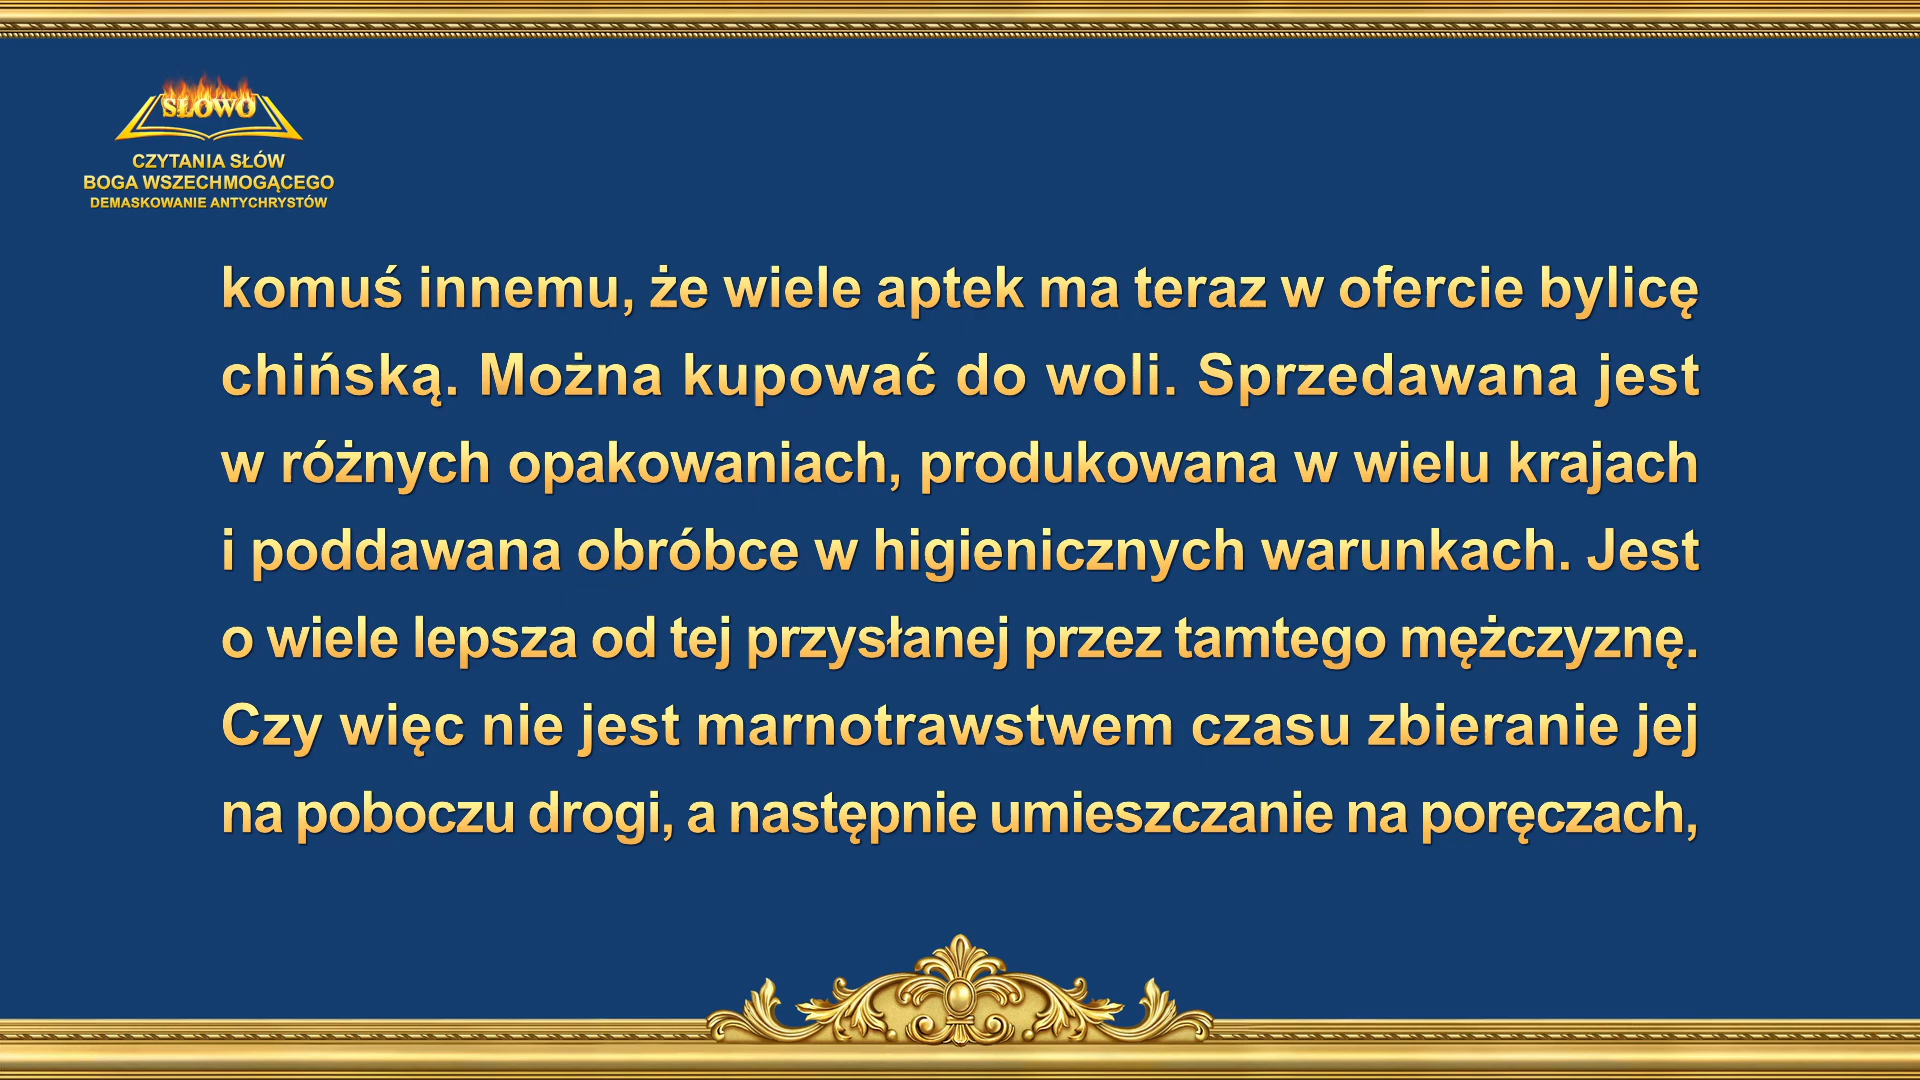 SŁOWO
CZYTANIA SŁÓW
BOGA WSZECHMOGĄCEGO
DEMASKOWANIE ANTYCHRYSTÓW
komuś innemu, że wiele aptek ma teraz w ofercie bylicę
chińską. Można kupować do woli. Sprzedawana jest
w różnych opakowaniach, produkowana w wielu krajach
i poddawana obróbce w higienicznych warunkach. Jest
o wiele lepsza od tej przysłanej przez tamtego mężczyznę.
Czy więc nie jest marnotrawstwem czasu zbieranie jej
na poboczu drogi, a następnie umieszczanie na poręczach,